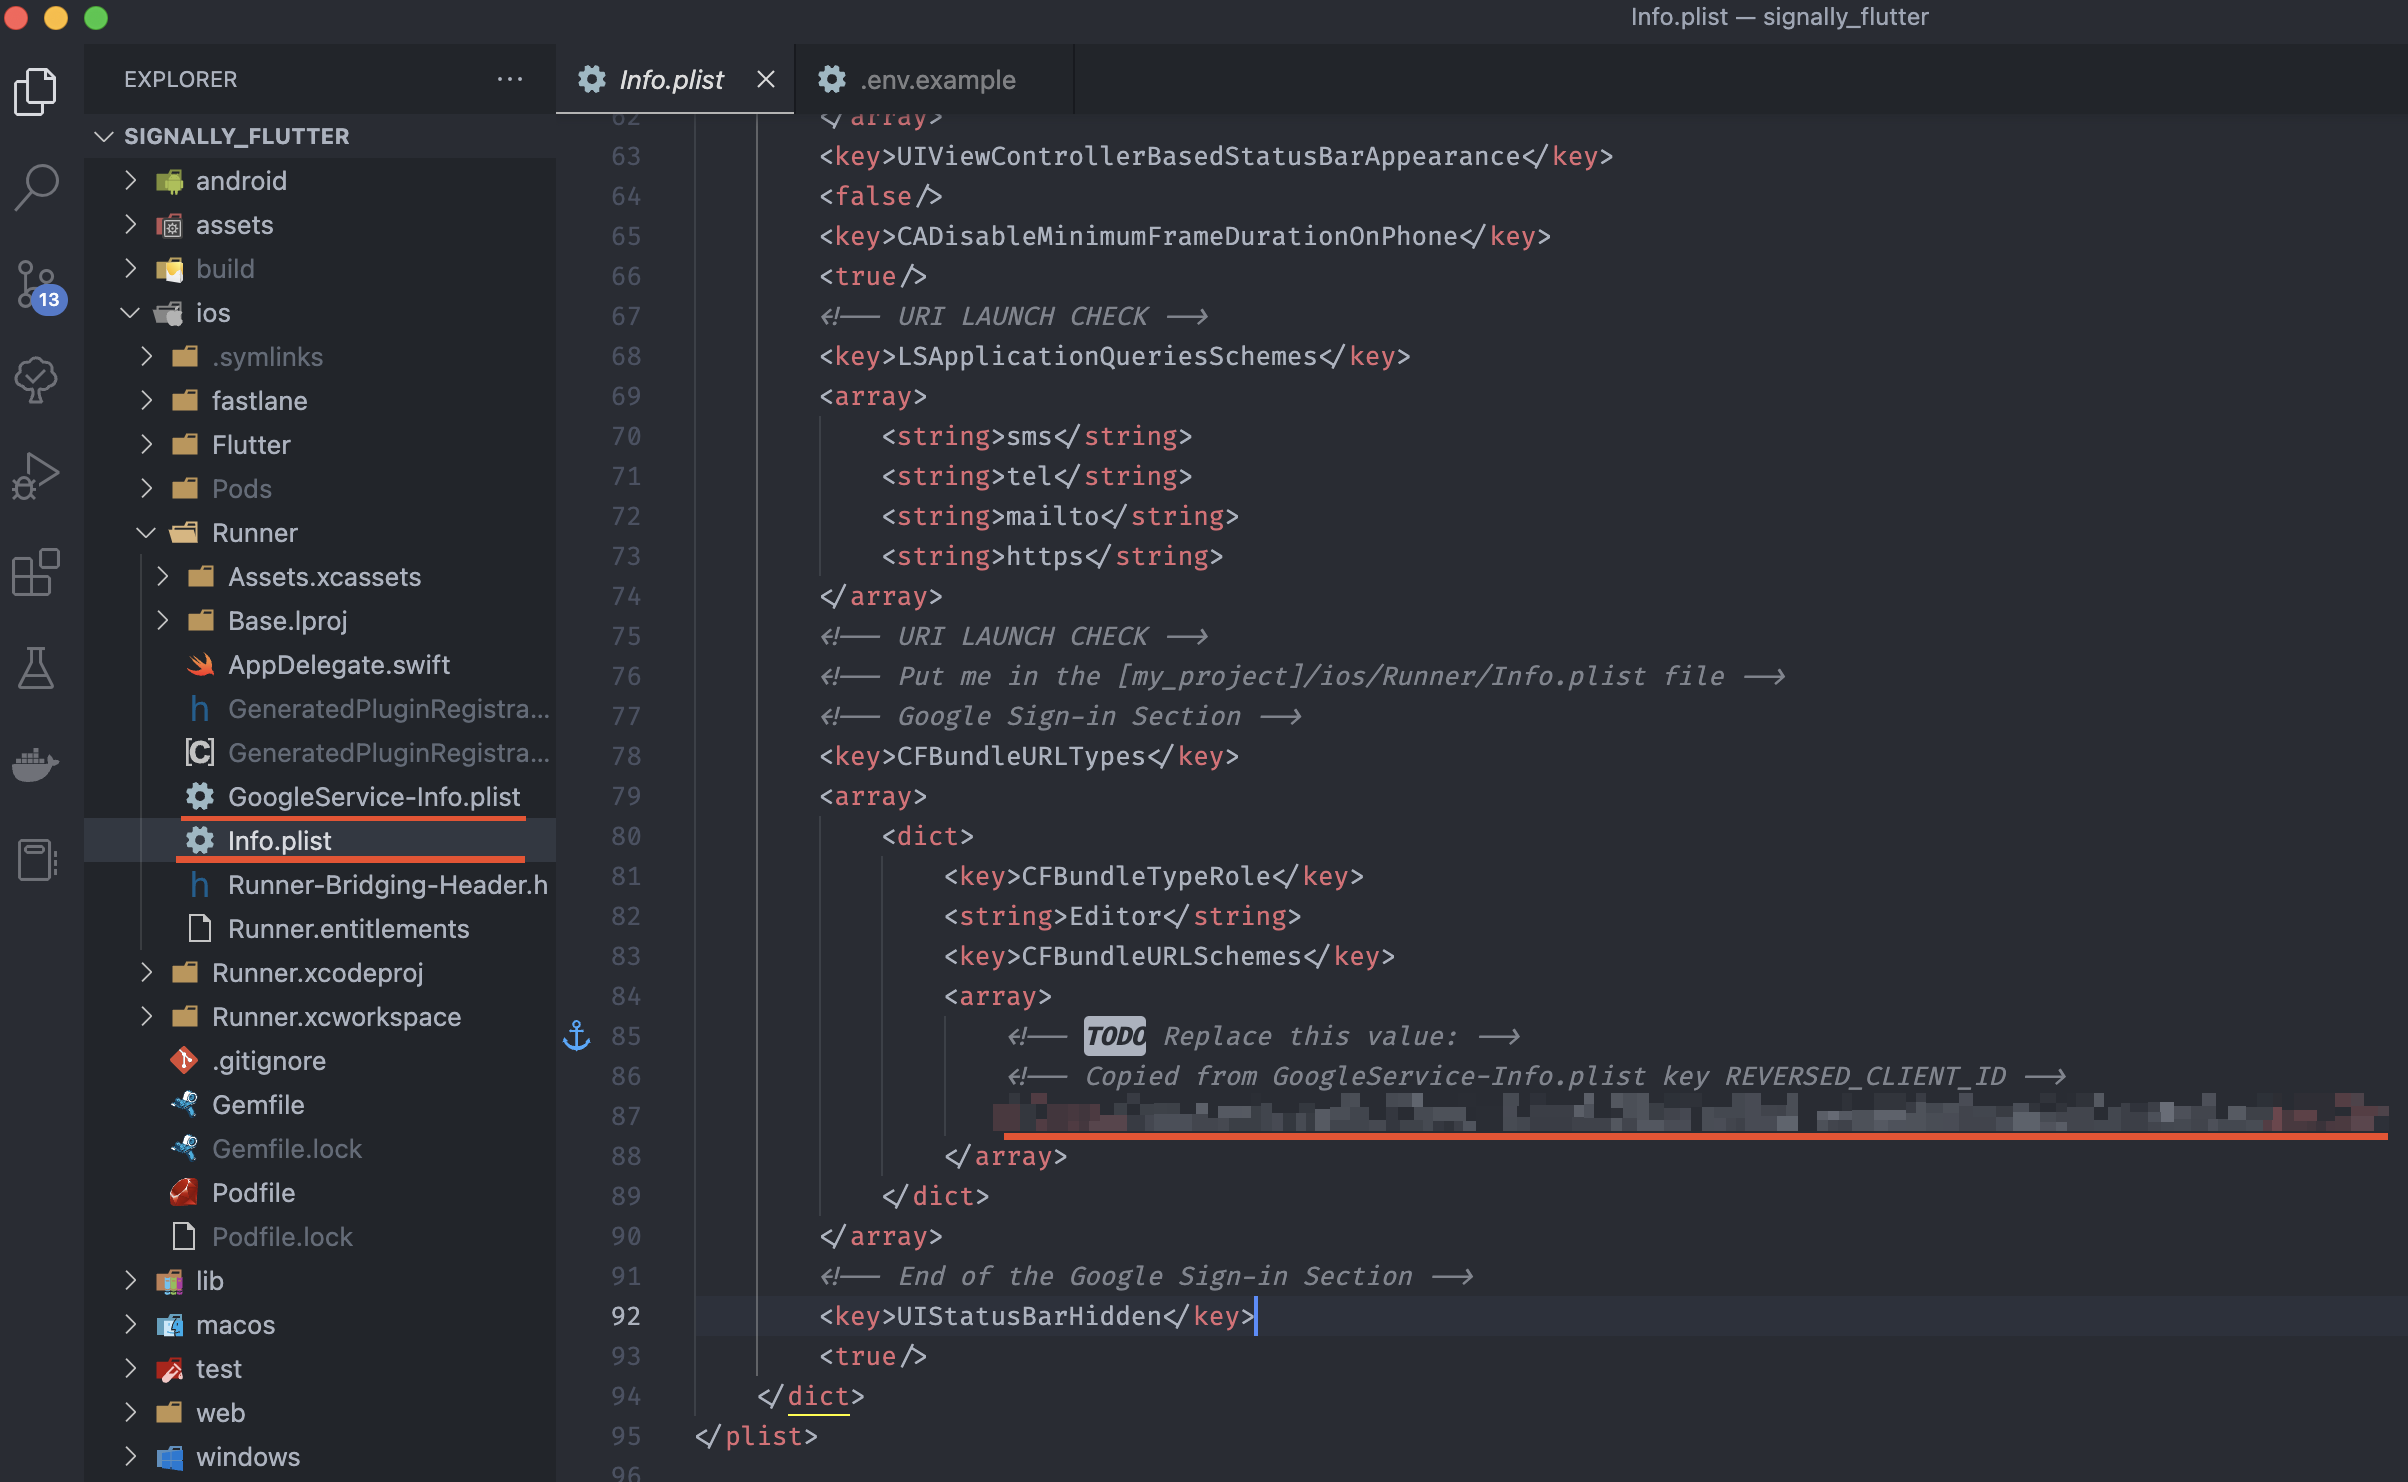 Info.plist — signally_flutter
EXPLORER
Info.plist
.env.example
SIGNALLY_FLUTTER
android
assets
build
ios
.symlinks
fastlane
Flutter
Pods
Runner
Assets.xcassets
Base.lproj
AppDelegate.swift
h GeneratedPluginRegistra...
[C] GeneratedPluginRegistra...
GoogleService-Info.plist
Info.plist
h Runner-Bridging-Header.h
Runner.entitlements
Runner.xcodeproj
Runner.xcworkspace
.gitignore
Gemfile
Gemfile.lock
Podfile
Podfile.lock
lib
macos
test
web
windows
13
62 </array>
63 <key>UIViewControllerBasedStatusBarAppearance</key>
64 <false/>
65 <key>CADisableMinimumFrameDurationOnPhone</key>
66 <true/>
67 <!-- URI LAUNCH CHECK -->
68 <key>LSApplicationQueriesSchemes</key>
69 <array>
70 <string>sms</string>
71 <string>tel</string>
72 <string>mailto</string>
73 <string>https</string>
74 </array>
75 <!-- URI LAUNCH CHECK -->
76 <!-- Put me in the [my_project]/ios/Runner/Info.plist file -->
77 <!-- Google Sign-in Section -->
78 <key>CFBundleURLTypes</key>
79 <array>
80 <dict>
81 <key>CFBundleTypeRole</key>
82 <string>Editor</string>
83 <key>CFBundleURLSchemes</key>
84 <array>
85 <!-- TODO Replace this value: -->
86 <!-- Copied from GoogleService-Info.plist key REVERSED_CLIENT_ID -->
87
88 </array>
89 </dict>
90 </array>
91 <!-- End of the Google Sign-in Section -->
92 <key>UIStatusBarHidden</key>
93 <true/>
94 </dict>
95 </plist>
96